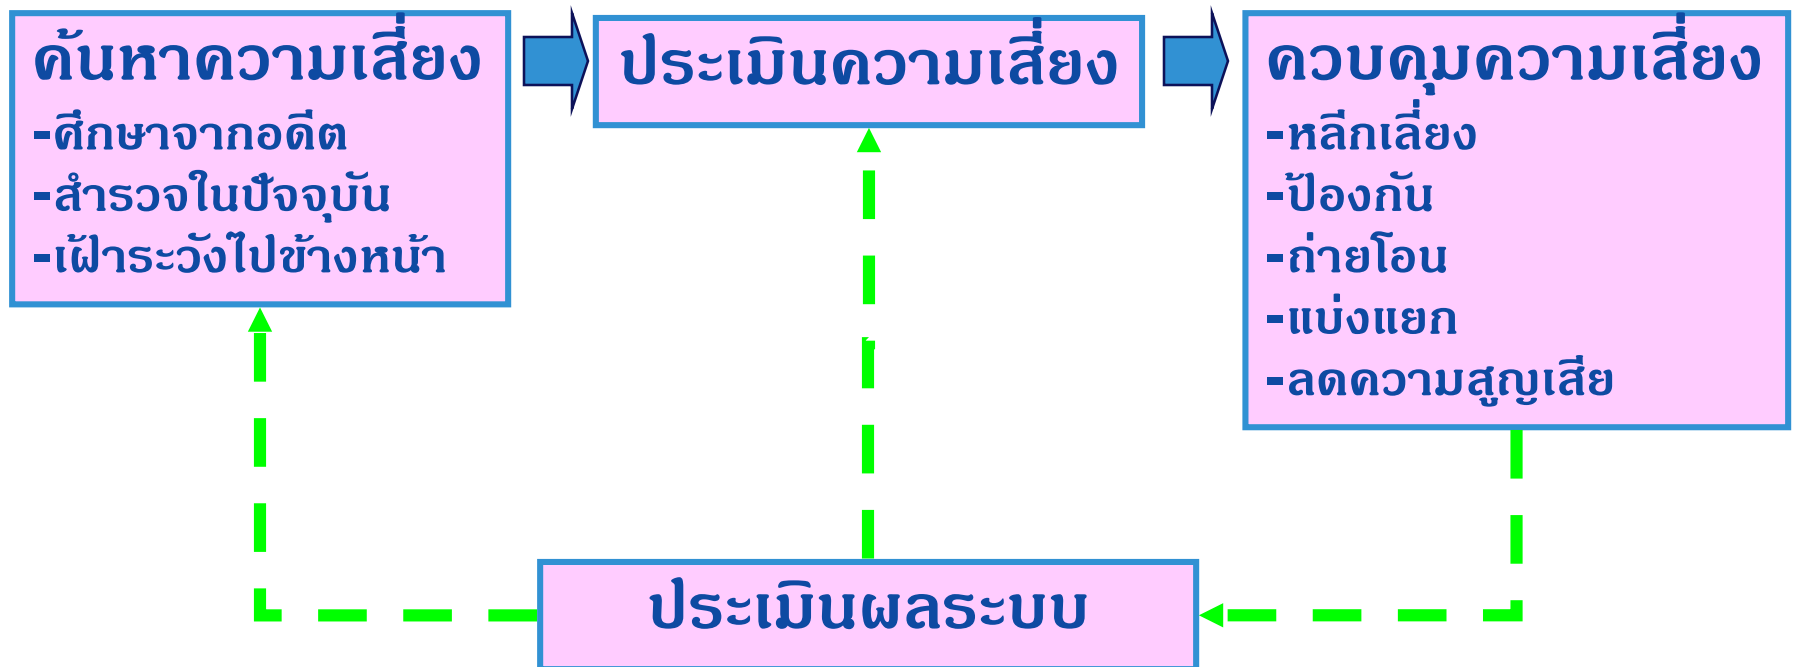 ค้นหาความเสี่ยง
-ศึกษาจากอดีต
-สำรวจในปัจจุบัน
-เฝ้าระวังไปข้างหน้า
ประเมินความเสี่ยง
ควบคุมความเสี่ยง
-หลีกเลี่ยง
-ป้องกัน
-ถ่ายโอน
-แบ่งแยก
-ลดความสูญเสีย
ประเมินผลระบบ